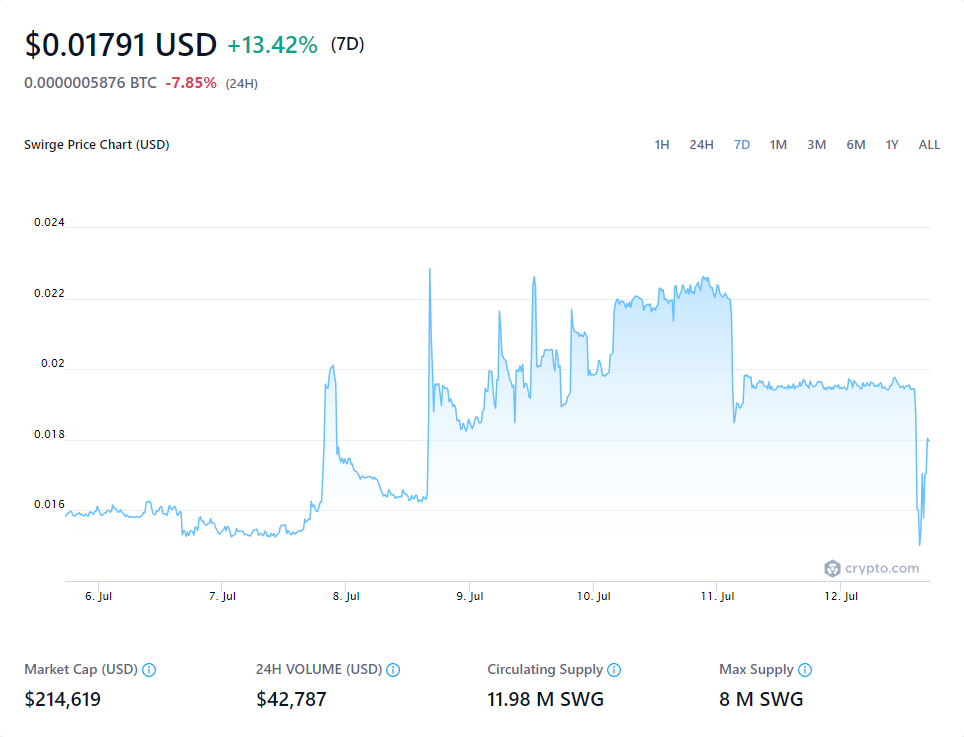 $0.01791 USD +13.42% (7D)
0.0000005876 BTC -7.85% (24H)
Swirge Price Chart (USD) 1H 24H 7D 1M 3M 6M 1Y ALL
0.024
0.022
0.02
0.018
0.016
crypto.com
6. Jul 7. Jul 8. Jul 9. Jul 10. Jul 11. Jul 12. Jul
Market Cap (USD) 24H VOLUME (USD) Circulating Supply Max Supply
$214,619 $42,787 11.98 M SWG 8 M SWG